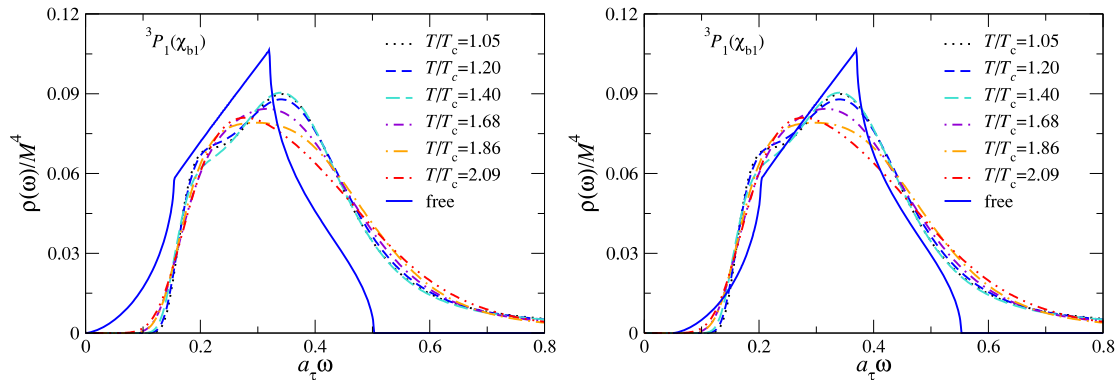 ³P₁(χb1)
T/Tc=1.05
T/Tc=1.20
T/Tc=1.40
T/Tc=1.68
T/Tc=1.86
T/Tc=2.09
free
ρ(ω)/M⁴
0.09
0.06
0.03
0
0 0.2 0.4 0.6 0.8
aτω
³P₁(χb1)
T/Tc=1.05
T/Tc=1.20
T/Tc=1.40
T/Tc=1.68
T/Tc=1.86
T/Tc=2.09
free
ρ(ω)/M⁴
0.09
0.06
0.03
0
0 0.2 0.4 0.6 0.8
aτω